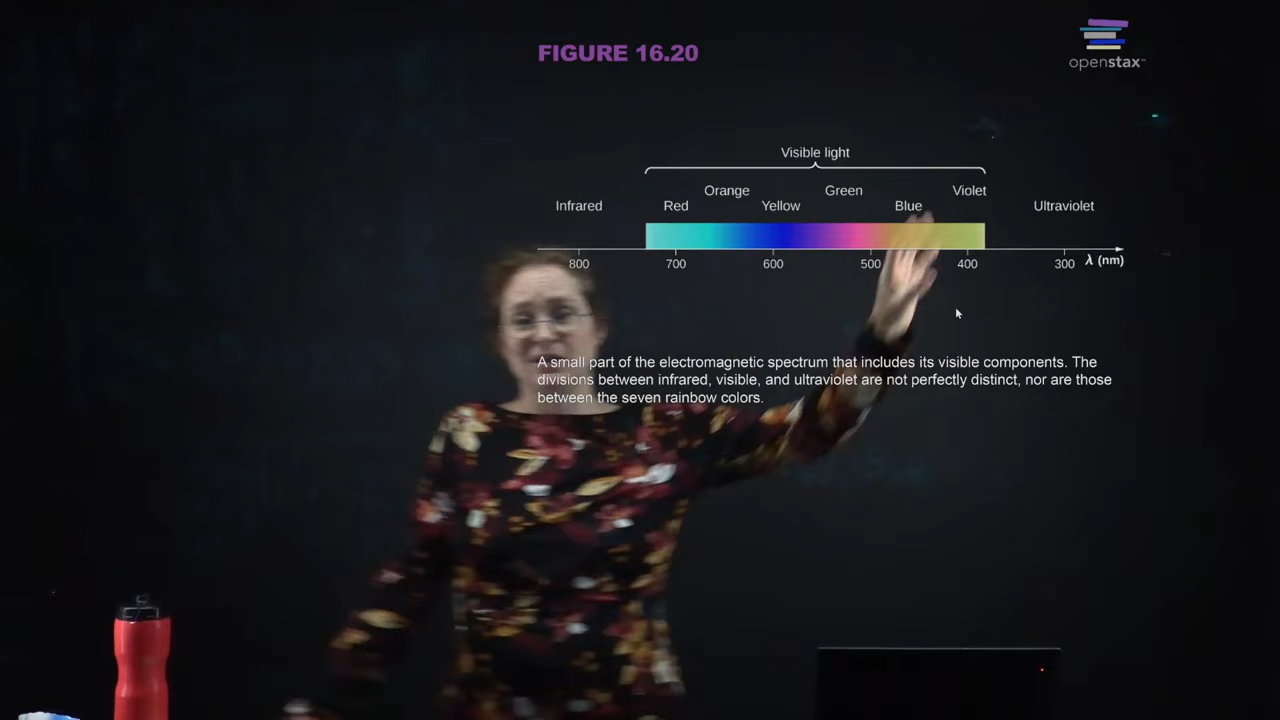 FIGURE 16.20
openstax™
Visible light
Orange Green Violet
Infrared Red Yellow Blue Ultraviolet
800 700 600 500 400 300 λ (nm)
A small part of the electromagnetic spectrum that includes its visible components. The
divisions between infrared, visible, and ultraviolet are not perfectly distinct, nor are those
between the seven rainbow colors.